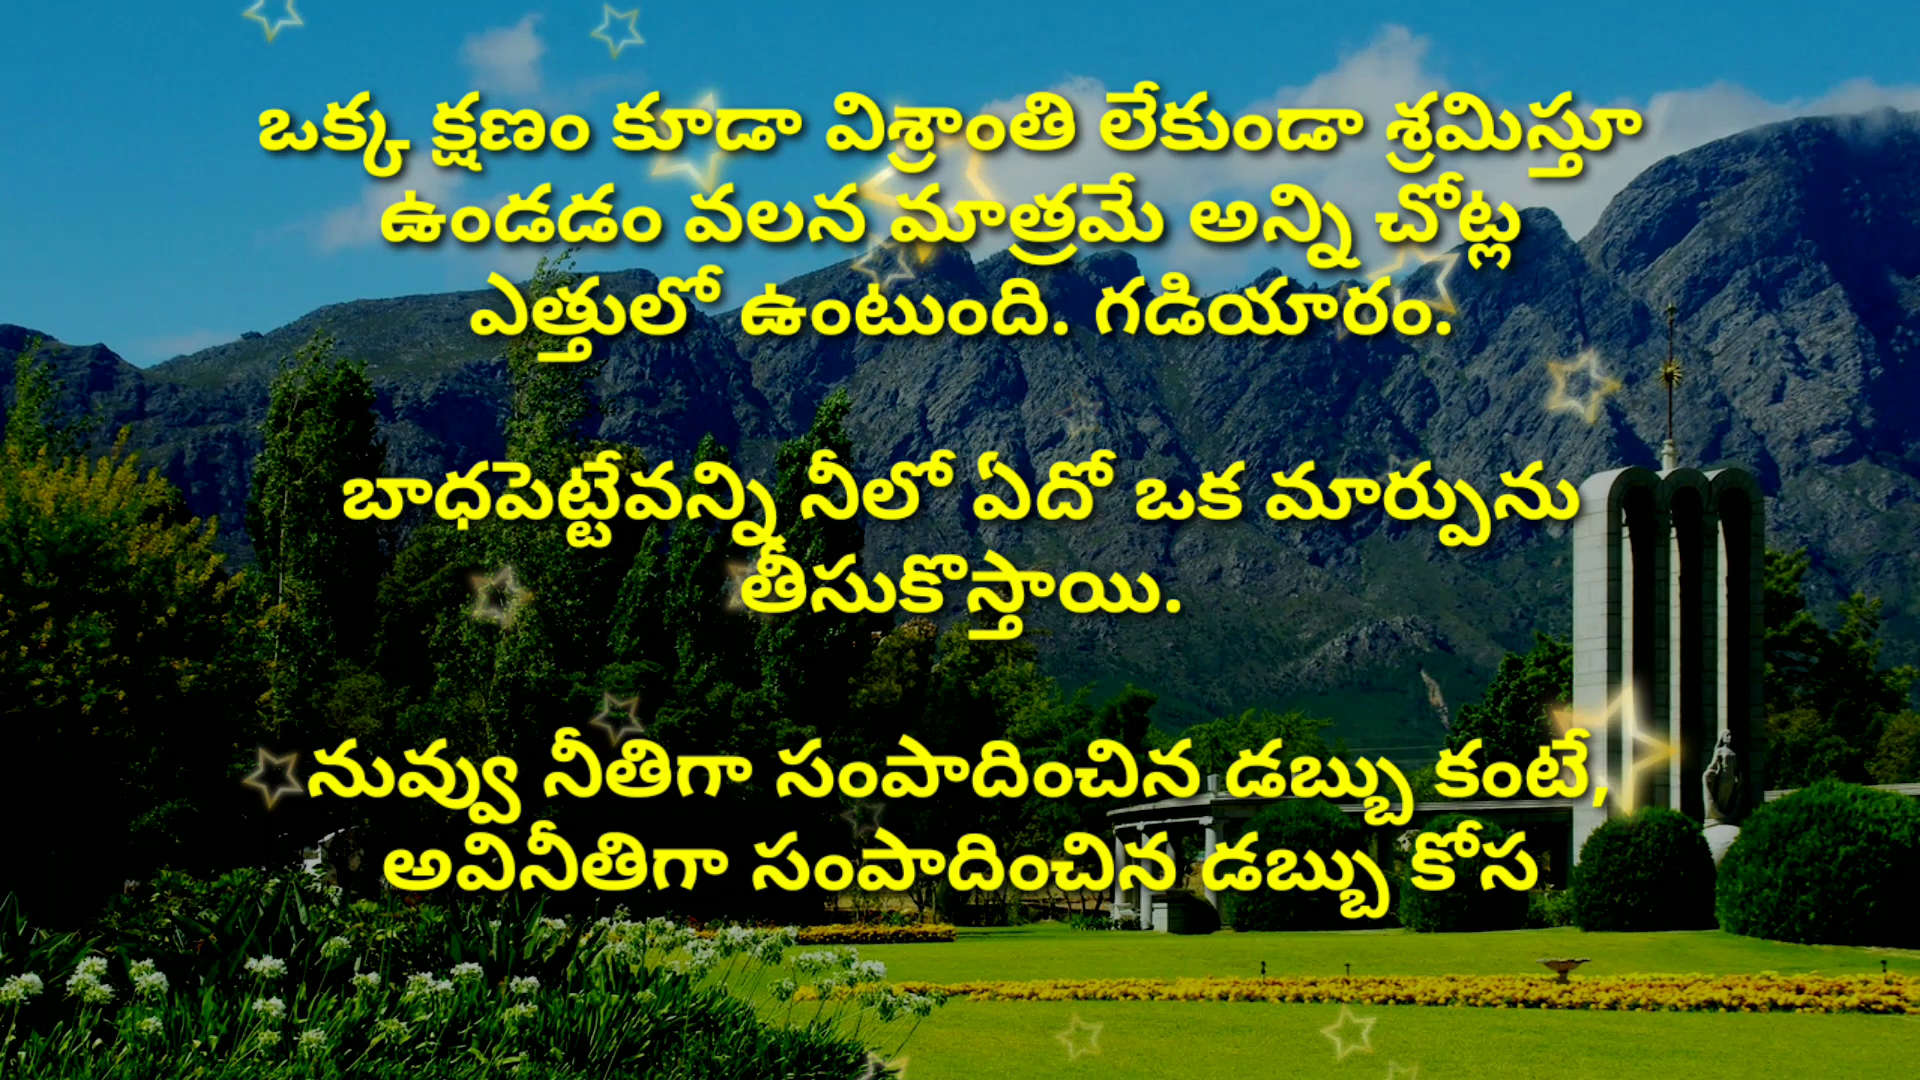 ఒక్క క్షణం కూడా విశ్రాంతి లేకుండా శ్రమిస్తూ
ఉండడం వలన మాత్రమే అన్ని చోట్ల
ఎత్తులో ఉంటుంది. గడియారం.
బాధపెట్టేవన్ని నీలో ఏదో ఒక మార్పును
తీసుకొస్తాయి.
నువ్వు నీతిగా సంపాదించిన డబ్బు కంటే,
అవినీతిగా సంపాదించిన డబ్బు కోస